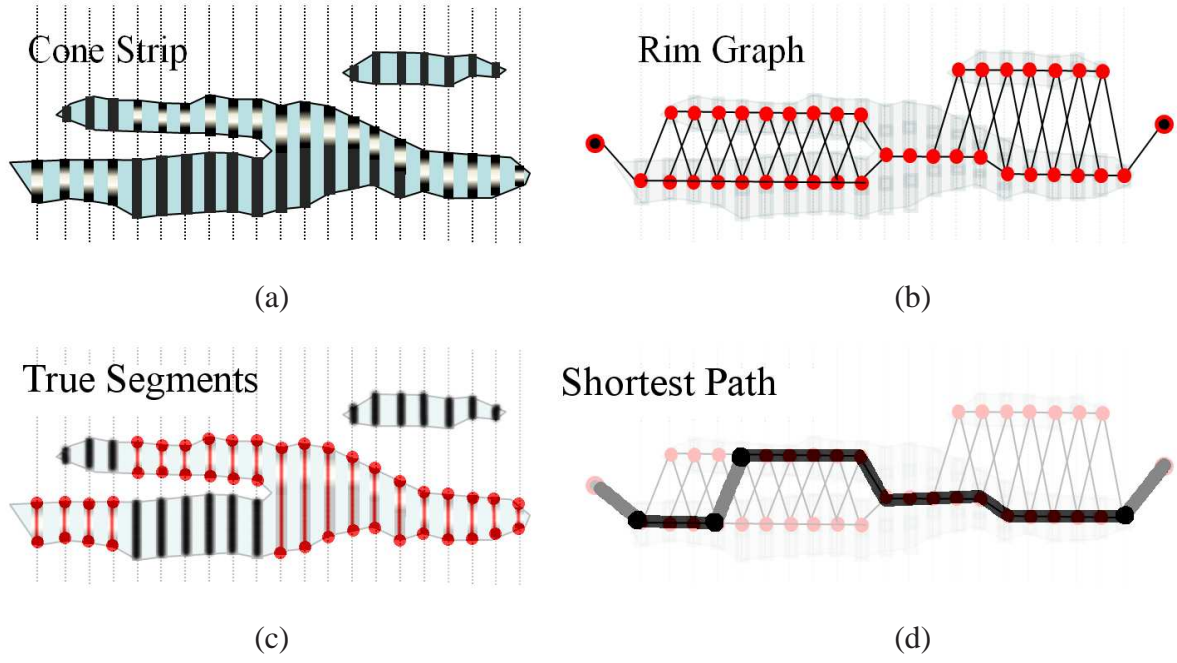 Cone Strip
Rim Graph
(a)
(b)
True Segments
Shortest Path
(c)
(d)